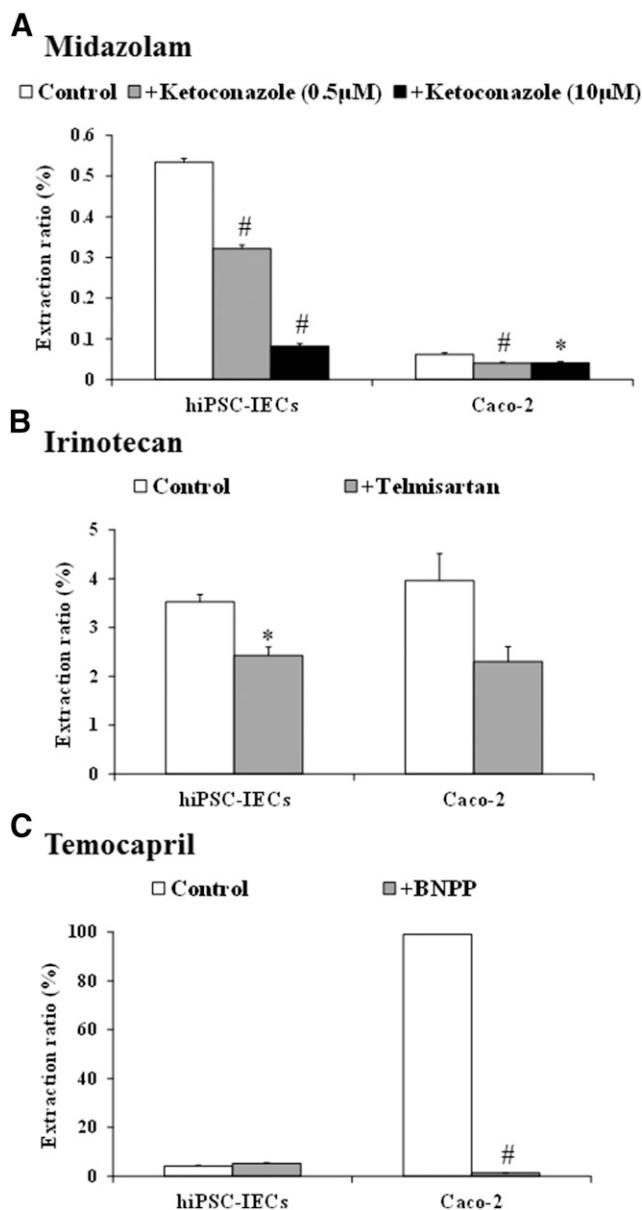 A Midazolam
Control +Ketoconazole (0.5μM) +Ketoconazole (10μM)
Extraction ratio (%)
0.6
0.5
0.4
0.3
0.2
0.1
0
#
#
#
*
hiPSC-IECs Caco-2
B Irinotecan
Control +Telmisartan
Extraction ratio (%)
5
4
3
2
1
0
*
hiPSC-IECs Caco-2
C Temocapril
Control +BNPP
Extraction ratio (%)
100
80
60
40
20
0
#
hiPSC-IECs Caco-2